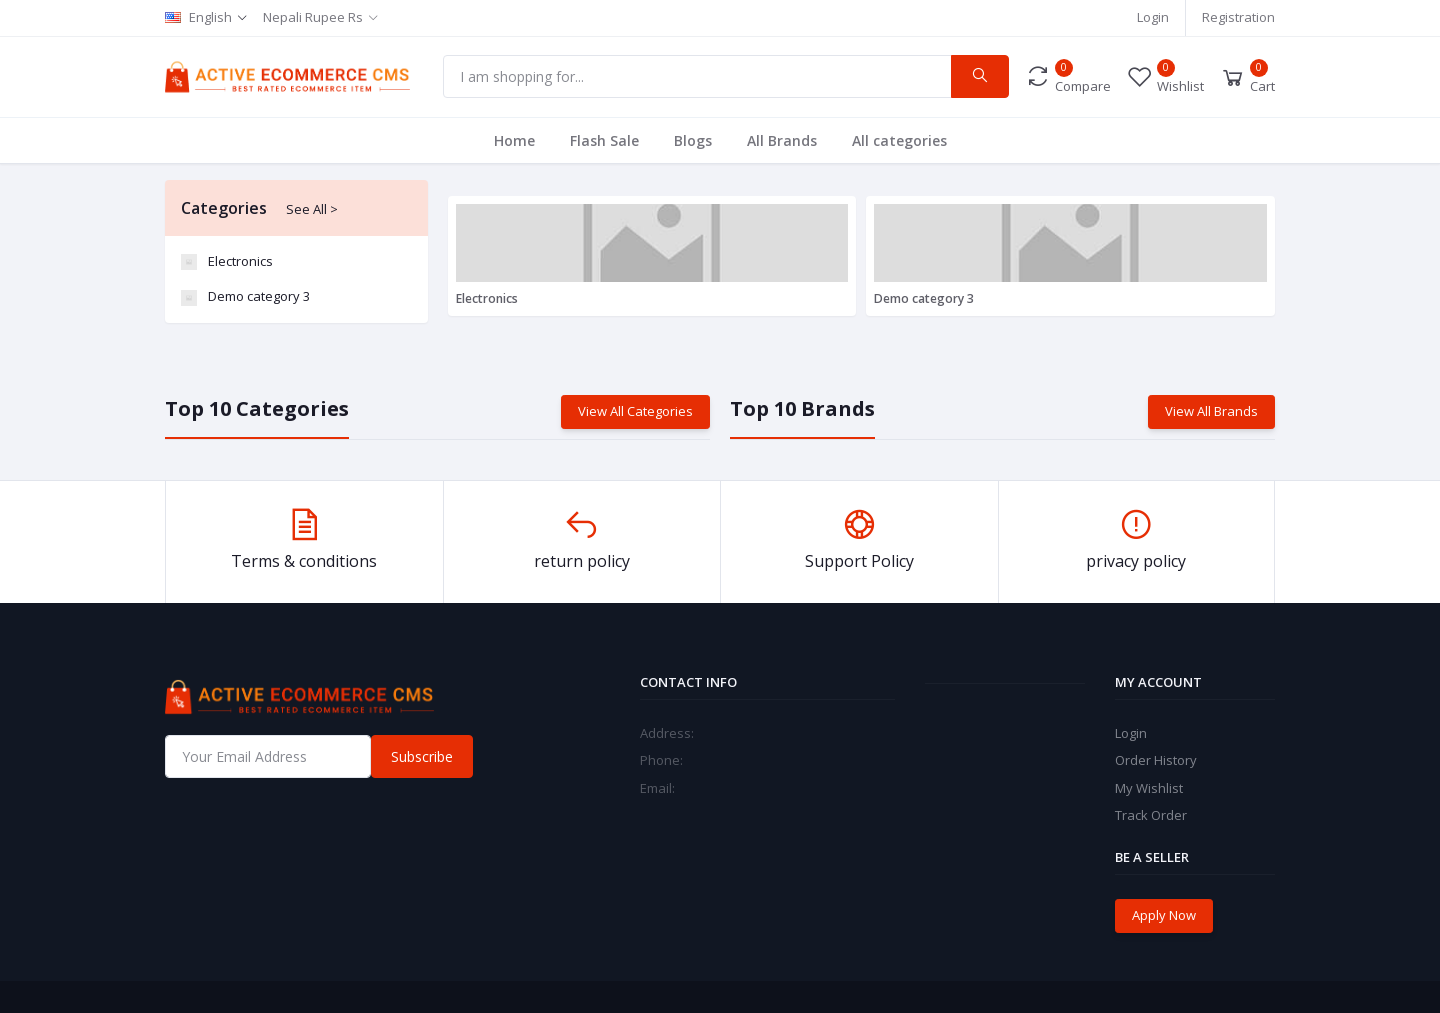 English
Nepali Rupee Rs
Login
Registration
ACTIVE ECOMMERCE CMS
BEST RATED ECOMMERCE ITEM
I am shopping for...
0
Compare
0
Wishlist
0
Cart
Home
Flash Sale
Blogs
All Brands
All categories
Categories
See All >
Electronics
Demo category 3
Electronics
Demo category 3
Top 10 Categories
View All Categories
Top 10 Brands
View All Brands
Terms & conditions
return policy
Support Policy
privacy policy
ACTIVE ECOMMERCE CMS
BEST RATED ECOMMERCE ITEM
Your Email Address
Subscribe
CONTACT INFO
Address:
Phone:
Email:
MY ACCOUNT
Login
Order History
My Wishlist
Track Order
BE A SELLER
Apply Now